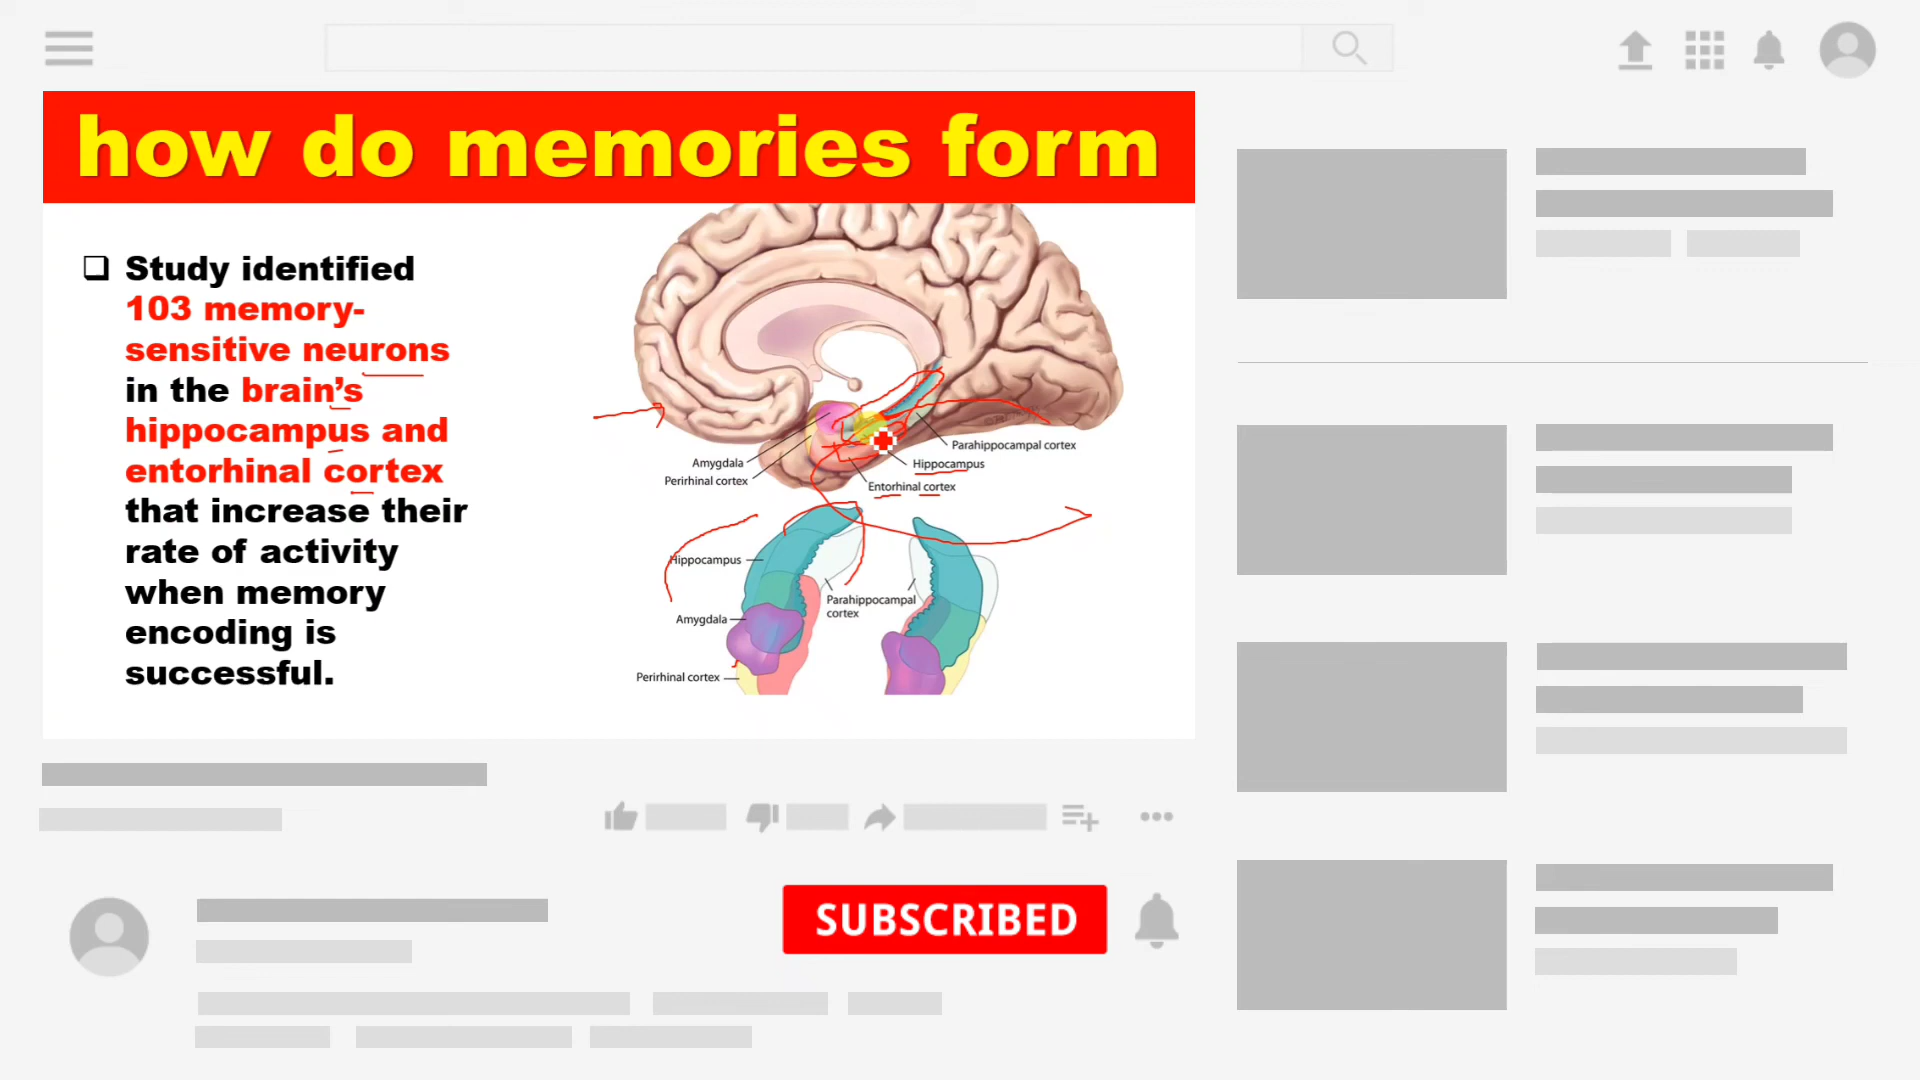 how do memories form
❑ Study identified
103 memory-
sensitive neurons
in the brain’s
hippocampus and
entorhinal cortex
that increase their
rate of activity
when memory
encoding is
successful.
Parahippocampal cortex
Amygdala
Hippocampus
Perirhinal cortex
Entorhinal cortex
Hippocampus
Parahippocampal
cortex
Amygdala
Perirhinal cortex
SUBSCRIBED